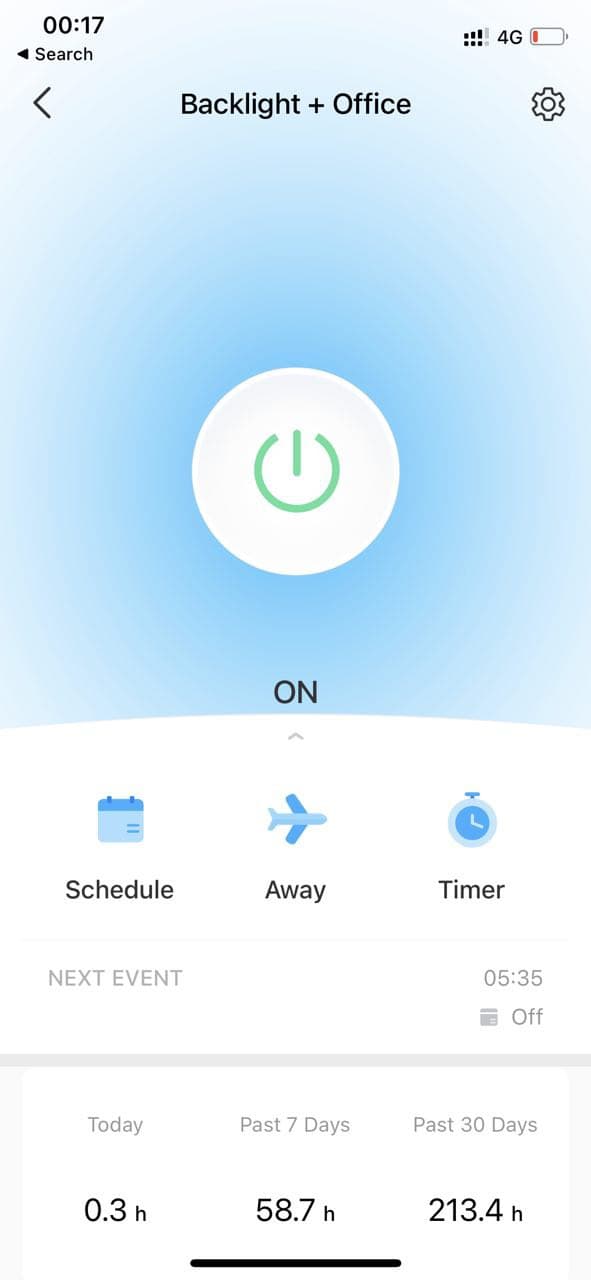 00:17
4G
◀ Search
Backlight + Office
ON
Schedule Away Timer
NEXT EVENT 05:35
Off
Today Past 7 Days Past 30 Days
0.3 h 58.7 h 213.4 h